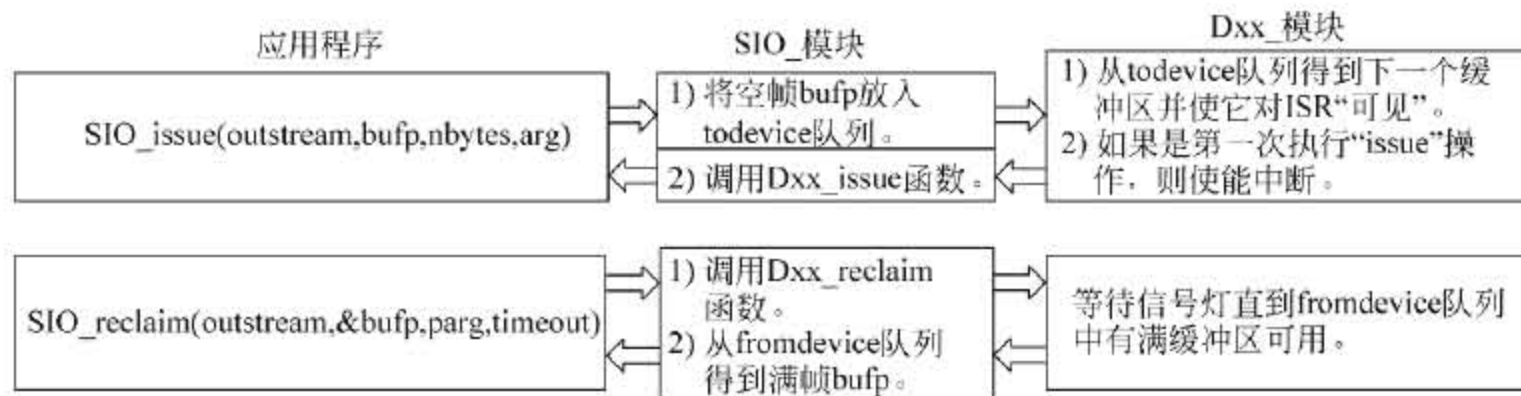 应用程序
SIO_模块
Dxx_模块
SIO_issue(outstream,bufp,nbytes,arg)
1) 将空帧bufp放入
todevice队列。
2) 调用Dxx_issue函数。
1) 从todevice队列得到下一个缓
冲区并使它对ISR“可见”。
2) 如果是第一次执行“issue”操
作，则使能中断。
SIO_reclaim(outstream,&bufp,parg,timeout)
1) 调用Dxx_reclaim
函数。
2) 从fromdevice队列
得到满帧bufp。
等待信号灯直到fromdevice队列
中有满缓冲区可用。